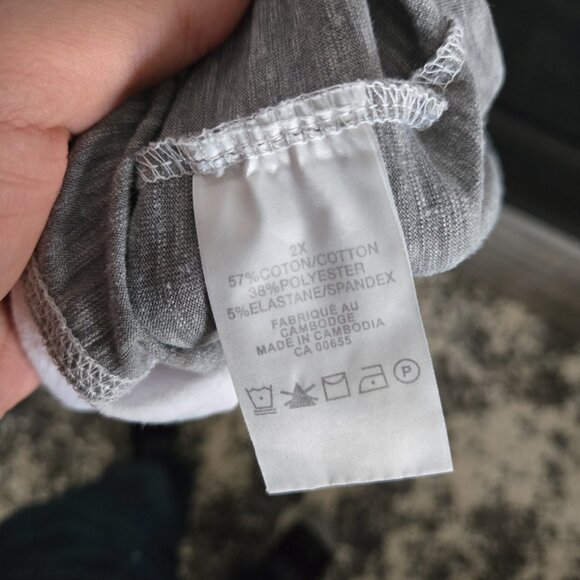 2X
57%COTON/COTTON
38%POLYESTER
5%ELASTANE/SPANDEX
FABRIQUÉ AU
CAMBODGE
MADE IN CAMBODIA
CA 00655
P